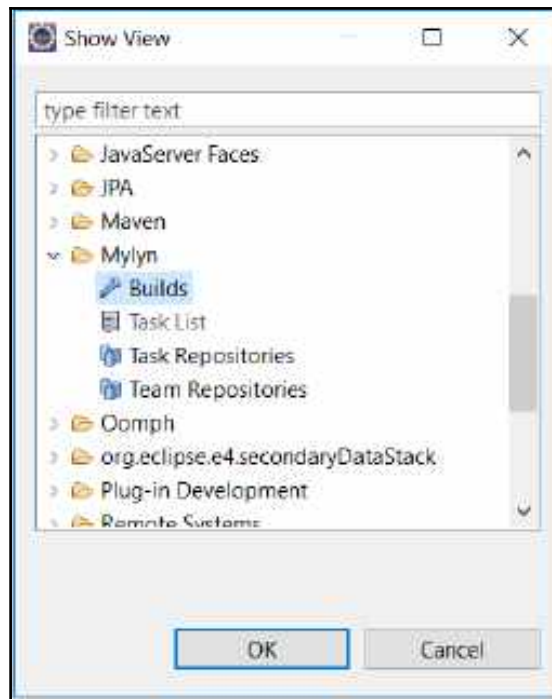 Show View
type filter text
JavaServer Faces
JPA
Maven
Mylyn
Builds
Task List
Task Repositories
Team Repositories
Oomph
org.eclipse.e4.secondaryDataStack
Plug-in Development
Remote Systems
OK Cancel